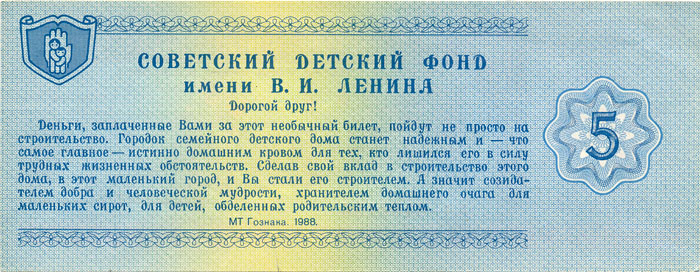 СОВЕТСКИЙ ДЕТСКИЙ ФОНД
имени В. И. ЛЕНИНА
Дорогой друг!
Деньги, заплаченные Вами за этот необычный билет, пойдут не просто на
строительство. Городок семейного детского дома станет надежным и — что
самое главное — истинно домашним кровом для тех, кто лишился его в силу
трудных жизненных обстоятельств. Сделав свой вклад в строительство этого
дома, в этот маленький город, и Вы стали его строителем. А значит созида-
телем добра и человеческой мудрости, хранителем домашнего очага для
маленьких сирот, для детей, обделенных родительским теплом.
МТ Гознака. 1988.
5